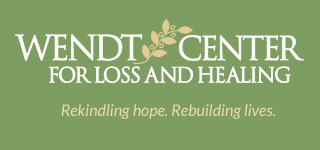 WENDT CENTER
FOR LOSS AND HEALING
Rekindling hope. Rebuilding lives.